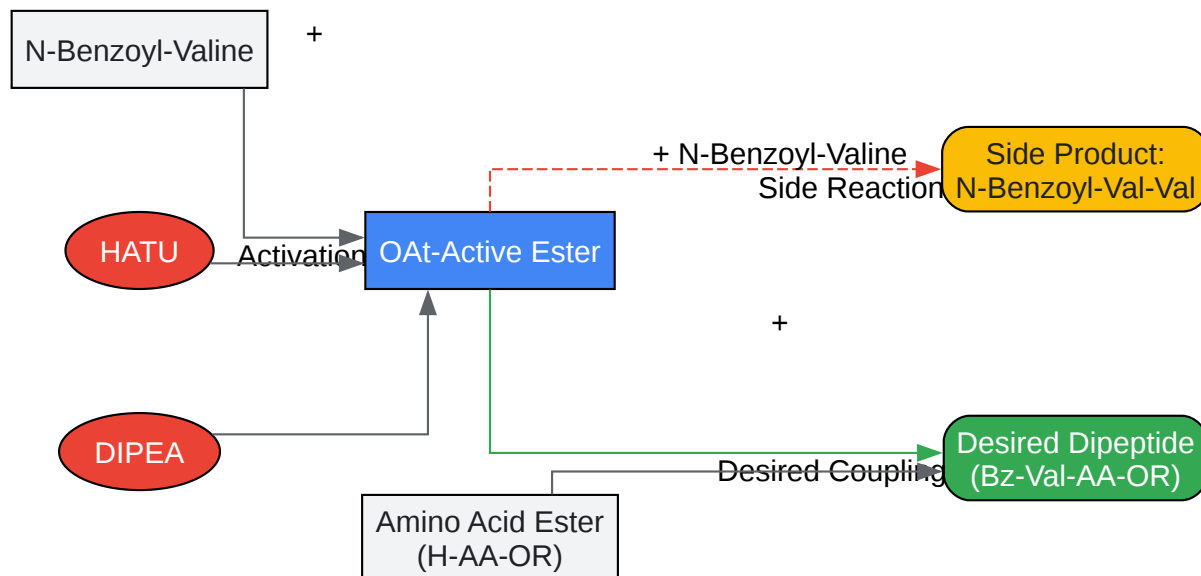 N-Benzoyl-Valine
+
+ N-Benzoyl-Valine
Side Reaction
Side Product:
N-Benzoyl-Val-Val
HATU
Activation
OAt-Active Ester
+
DIPEA
Desired Coupling
Desired Dipeptide
(Bz-Val-AA-OR)
Amino Acid Ester
(H-AA-OR)